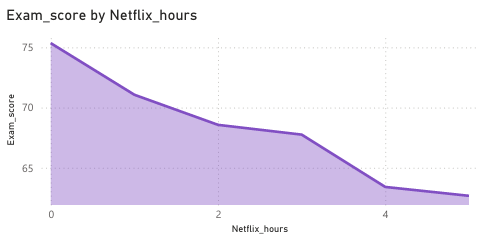 Exam_score by Netflix_hours
75
70
65
Exam_score
0 2 4
Netflix_hours